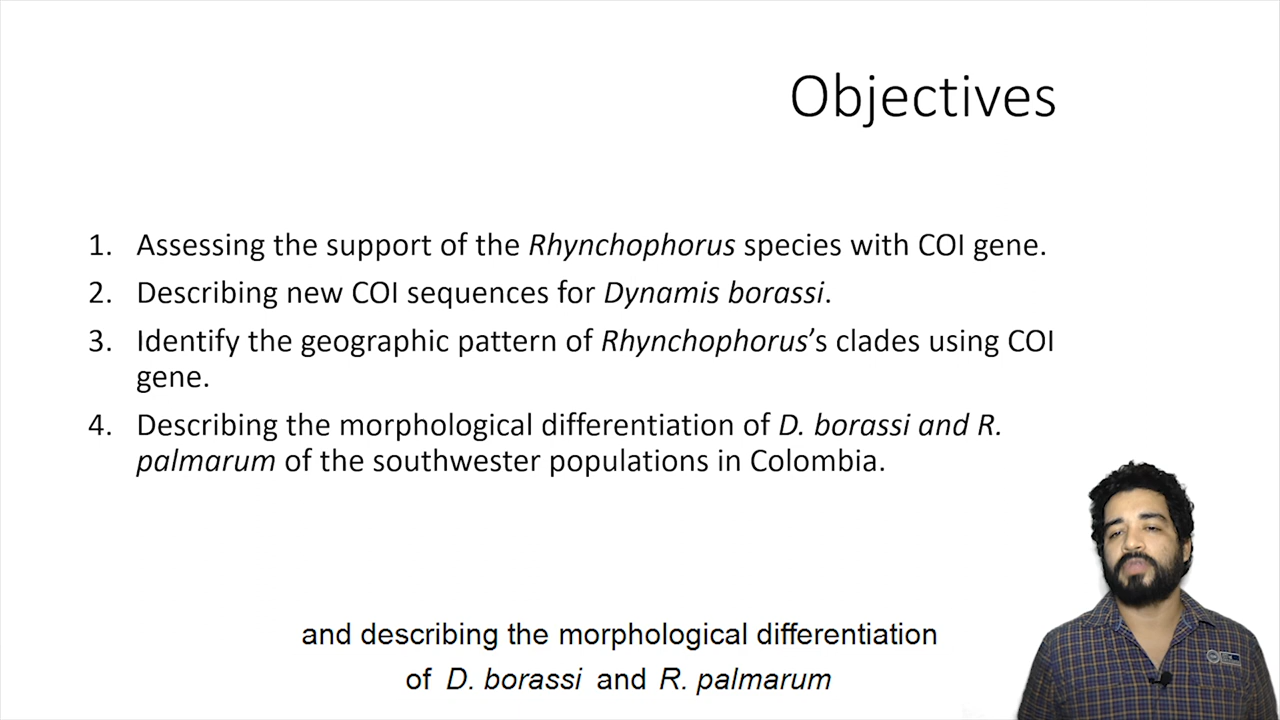 Objectives
1. Assessing the support of the Rhynchophorus species with COI gene.
2. Describing new COI sequences for Dynamis borassi.
3. Identify the geographic pattern of Rhynchophorus’s clades using COI
gene.
4. Describing the morphological differentiation of D. borassi and R.
palmarum of the southwester populations in Colombia.
and describing the morphological differentiation
of D. borassi and R. palmarum